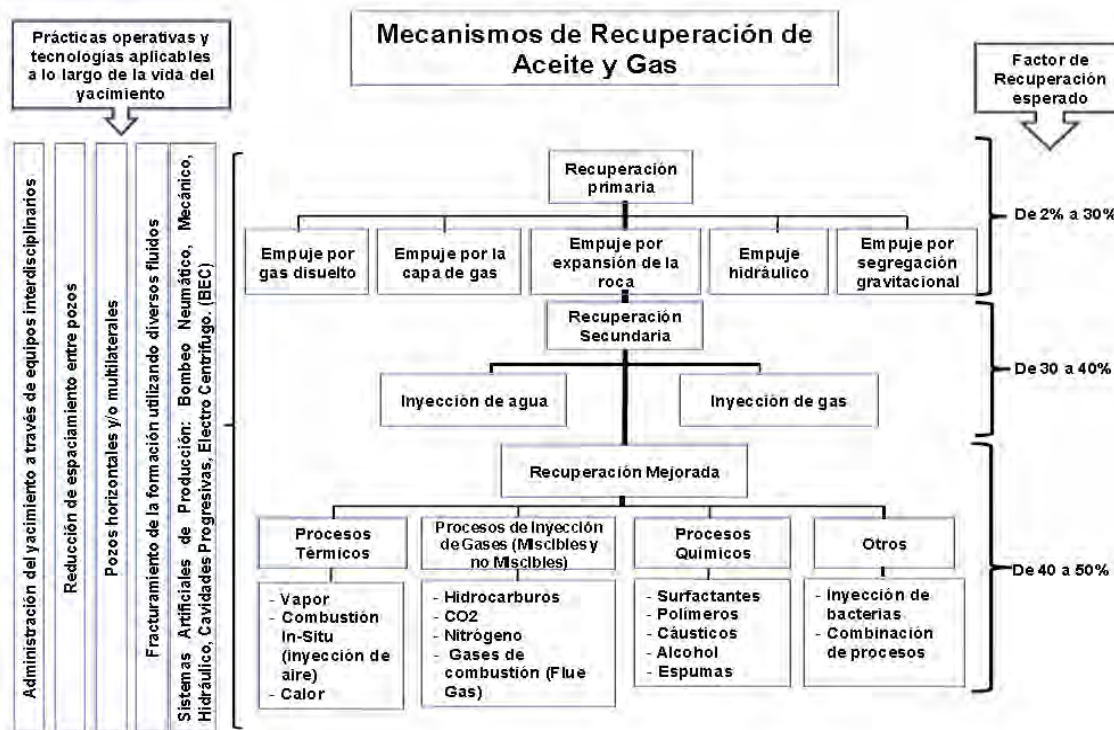 Prácticas operativas y
tecnologías aplicables
a lo largo de la vida del
yacimiento
Mecanismos de Recuperación de
Aceite y Gas
Factor de
Recuperación
esperado
Administración del yacimiento a través de equipos interdisciplinarios
Reducción de espaciamiento entre pozos
Pozos horizontales y/o multilaterales
Fracturamiento de la formación utilizando diversos fluidos
Sistemas Artificiales de Producción: Bombeo Neumático, Mecánico,
Hidráulico, Cavidades Progresivas, Electro Centrífugo. (BEC)
Recuperación
primaria
Empuje por
gas disuelto
Empuje por la
capa de gas
Empuje por
expansión de la
roca
Empuje
hidráulico
Empuje por
segregación
gravitacional
De 2% a 30%
Recuperación
Secundaria
Inyección de agua
Inyección de gas
De 30 a 40%
Recuperación Mejorada
Procesos
Térmicos
Procesos de Inyección
de Gases (Miscibles y
no Miscibles)
Procesos
Químicos
Otros
- Vapor
- Combustión
In-Situ
(inyección de
aire)
- Calor
- Hidrocarburos
- CO2
- Nitrógeno
- Gases de
combustión (Flue
Gas)
- Surfactantes
- Polímeros
- Cáusticos
- Alcohol
- Espumas
- Inyección de
bacterias
- Combinación
de procesos
De 40 a 50%